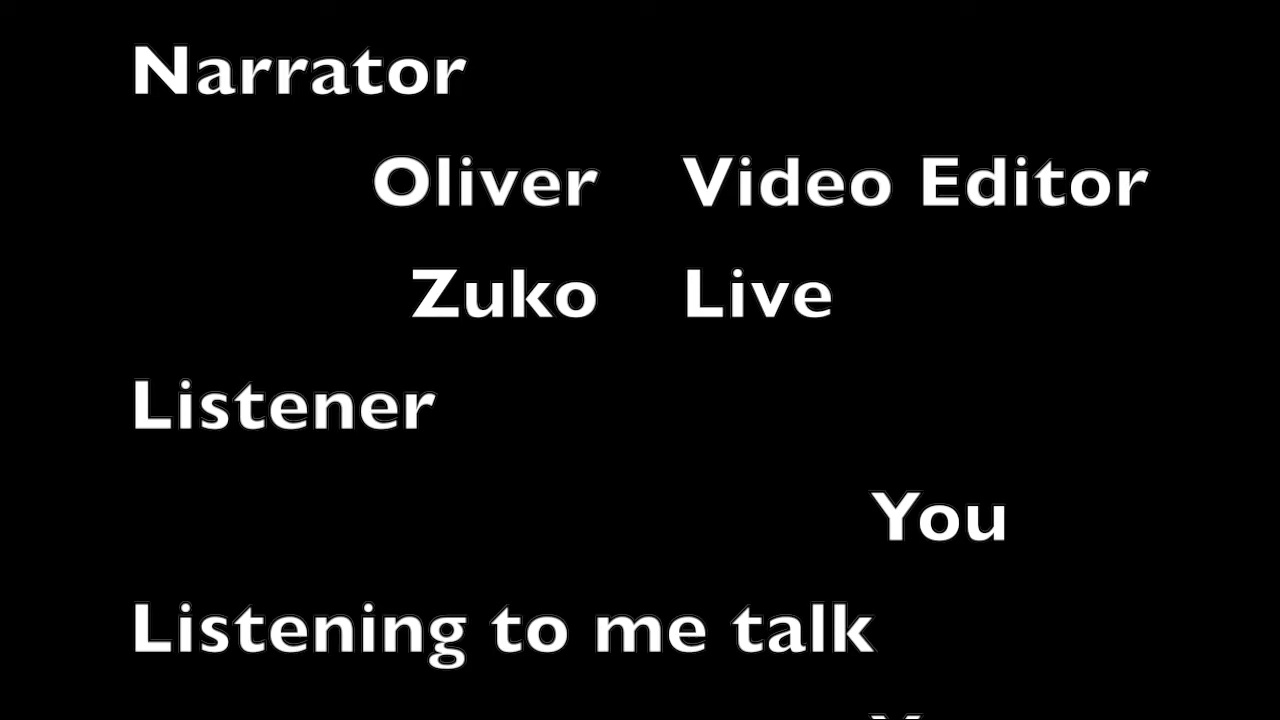 Narrator
Oliver Video Editor
Zuko Live
Listener
You
Listening to me talk